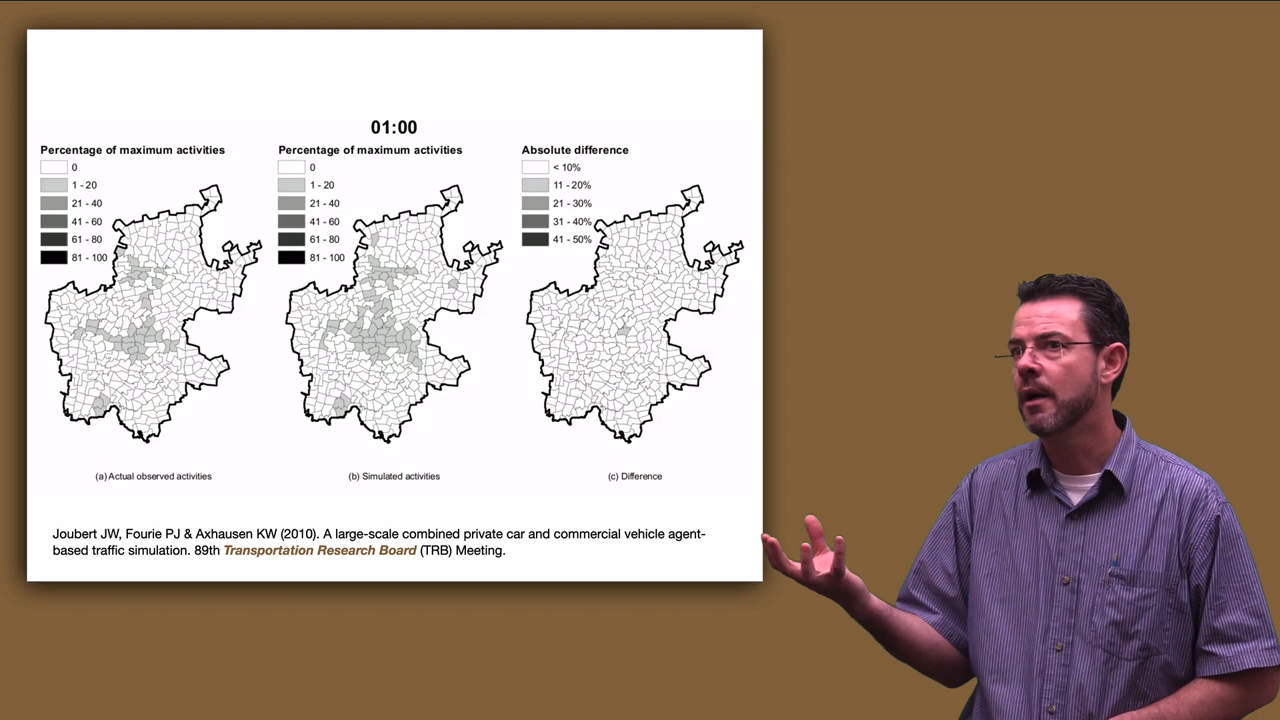 01:00
Percentage of maximum activities
0
1 - 20
21 - 40
41 - 60
61 - 80
81 - 100
(a) Actual observed activities
Percentage of maximum activities
0
1 - 20
21 - 40
41 - 60
61 - 80
81 - 100
(b) Simulated activities
Absolute difference
< 10%
11 - 20%
21 - 30%
31 - 40%
41 - 50%
(c) Difference
Joubert JW, Fourie PJ & Axhausen KW (2010). A large-scale combined private car and commercial vehicle agent-
based traffic simulation. 89th Transportation Research Board (TRB) Meeting.